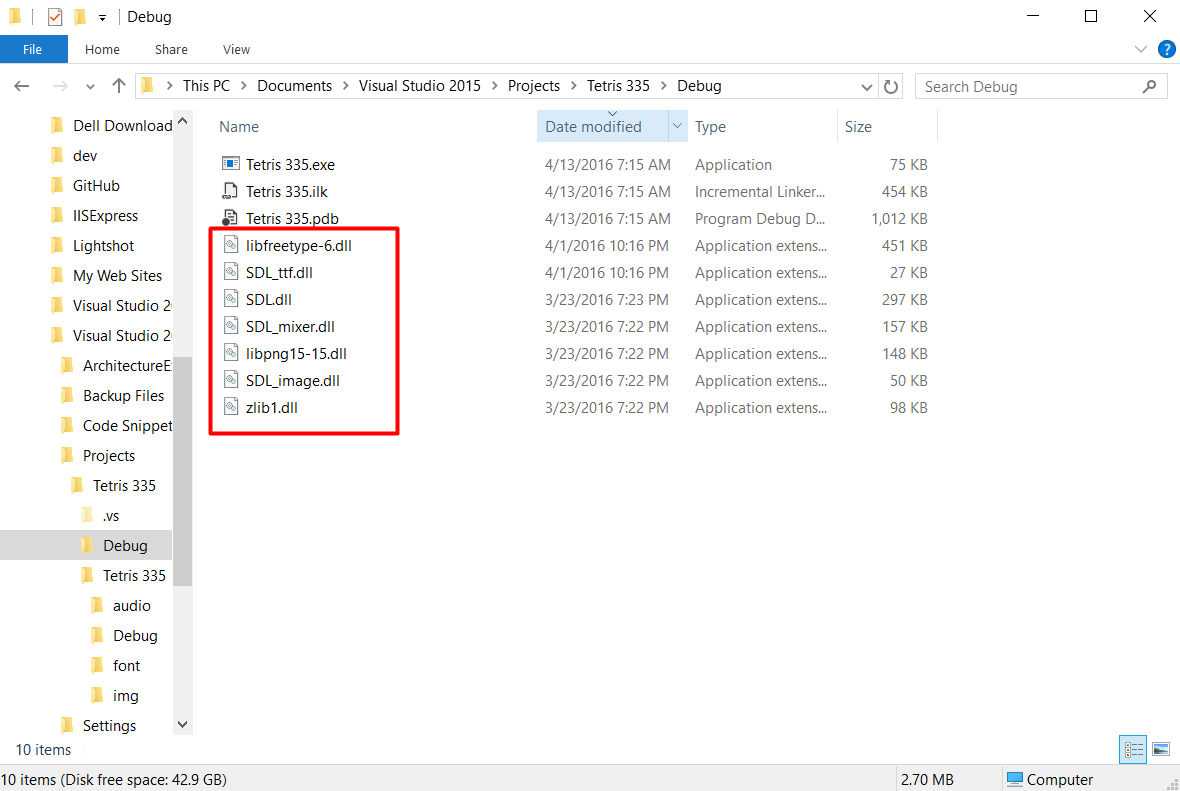 Debug
File Home Share View
This PC Documents Visual Studio 2015 Projects Tetris 335 Debug Search Debug
Name Date modified Type Size
Dell Download
dev
GitHub
IISExpress
Lightshot
My Web Sites
Visual Studio 20
Visual Studio 20
ArchitectureEx
Backup Files
Code Snippet
Projects
Tetris 335
.vs
Debug
Tetris 335
audio
Debug
font
img
Settings
Tetris 335.exe 4/13/2016 7:15 AM Application 75 KB
Tetris 335.ilk 4/13/2016 7:15 AM Incremental Linker... 454 KB
Tetris 335.pdb 4/13/2016 7:15 AM Program Debug D... 1,012 KB
libfreetype-6.dll 4/1/2016 10:16 PM Application extens... 451 KB
SDL_ttf.dll 4/1/2016 10:16 PM Application extens... 27 KB
SDL.dll 3/23/2016 7:23 PM Application extens... 297 KB
SDL_mixer.dll 3/23/2016 7:22 PM Application extens... 157 KB
libpng15-15.dll 3/23/2016 7:22 PM Application extens... 148 KB
SDL_image.dll 3/23/2016 7:22 PM Application extens... 50 KB
zlib1.dll 3/23/2016 7:22 PM Application extens... 98 KB
10 items
10 items (Disk free space: 42.9 GB) 2.70 MB Computer